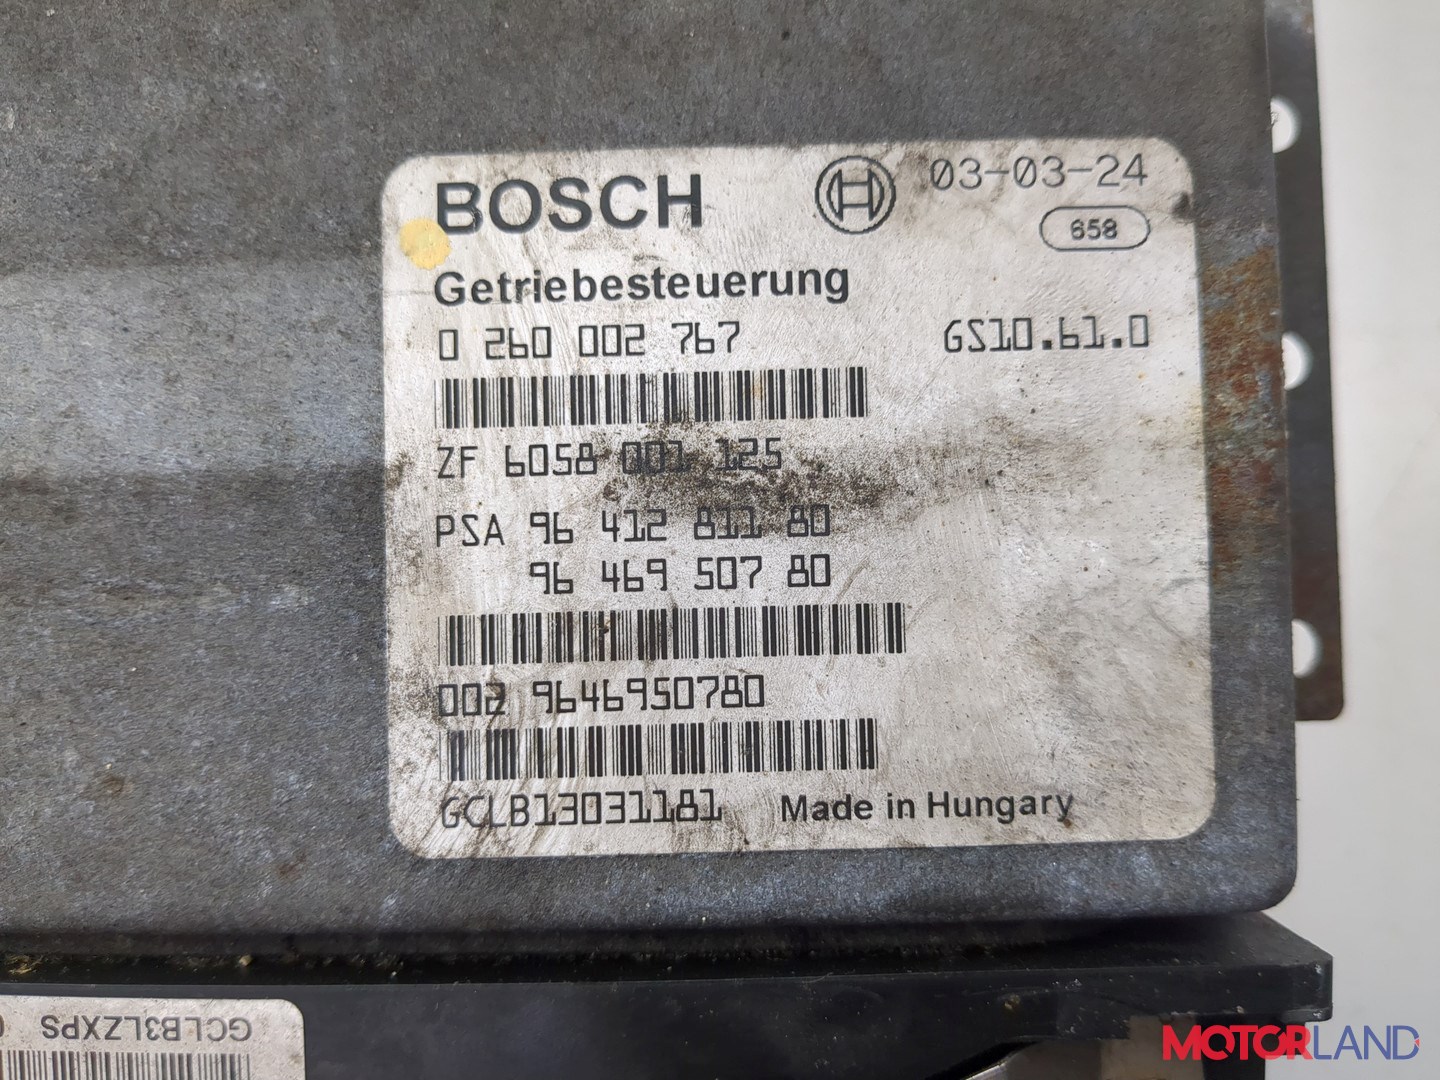 BOSCH 03-03-24
658
Getriebesteuerung
0 260 002 767 GS10.61.0
ZF 6058 001 125
PSA 96 412 811 80
96 469 507 80
002 9646950780
GCLB13031181 Made in Hungary
GCLB3LZXPS
MOTORLAND